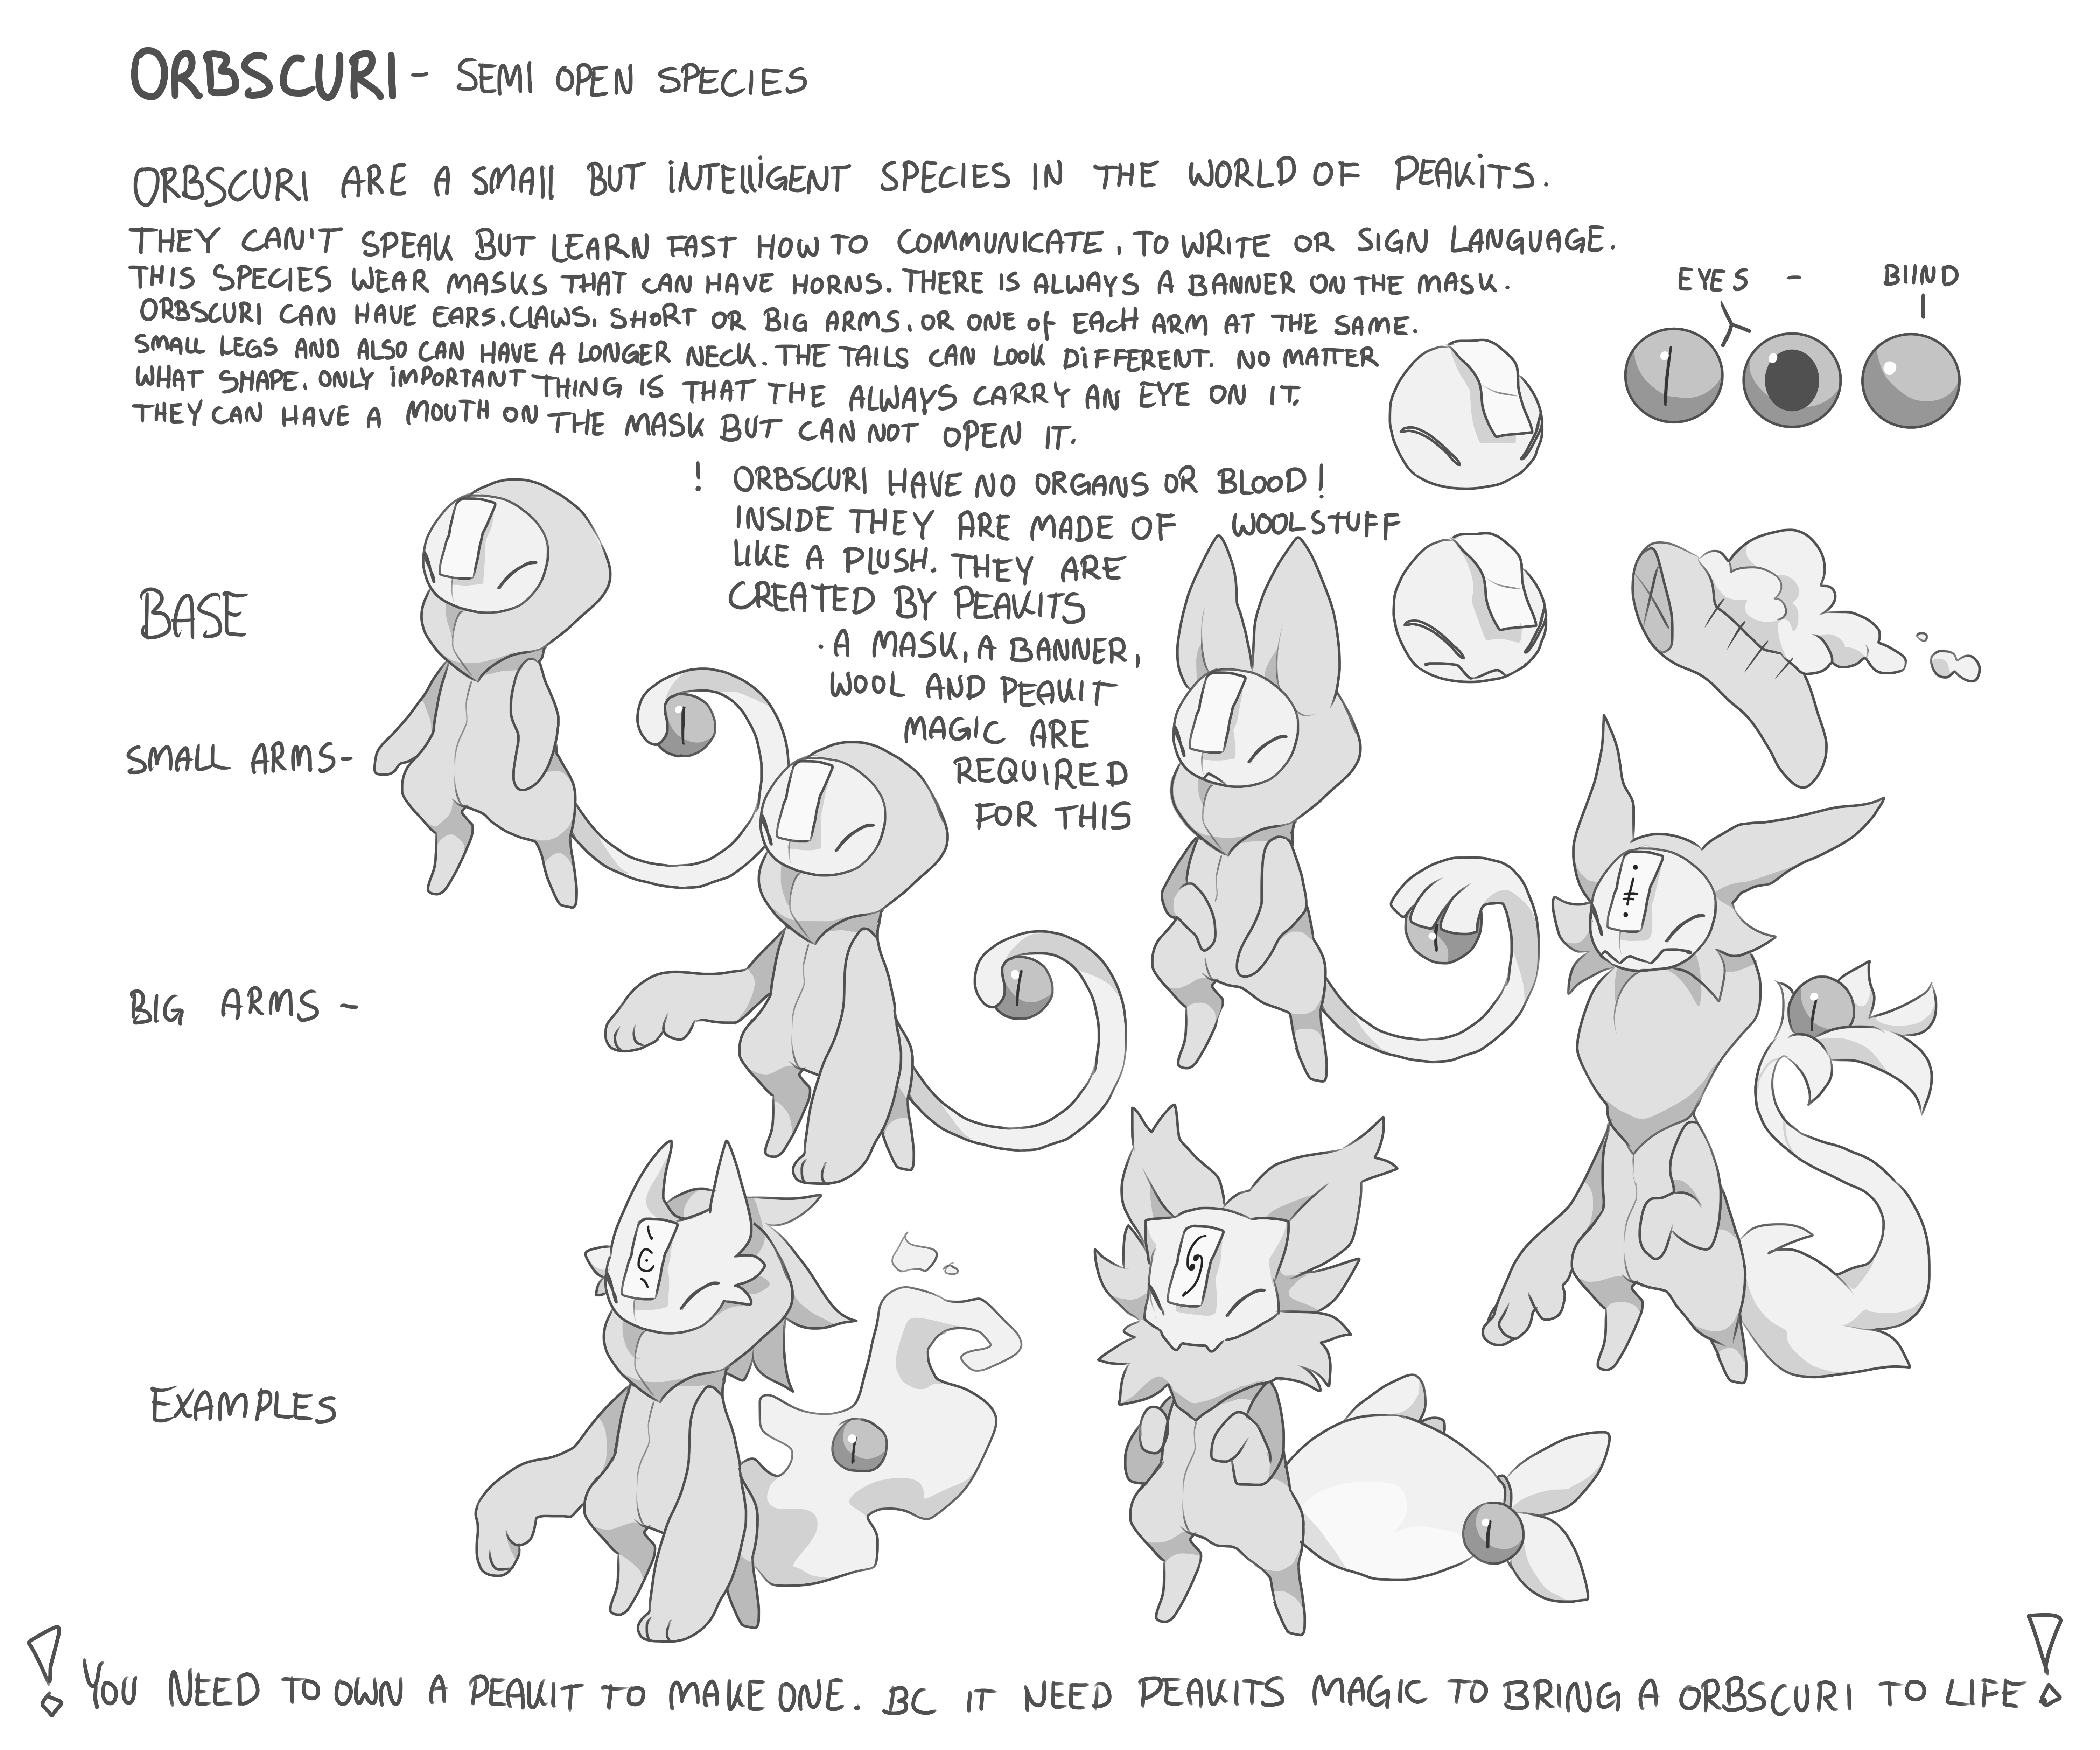 ORBSCURI - SEMI OPEN SPECIES
ORBSCURI ARE A SMAll BUT iNTElliGENT SPECIES IN THE WORLD OF PEAKiTS.
THEY CAN'T SPEAK BUT LEARN FAST HOW TO COMMUNICATE, TO WRITE OR SIGN LANGUAGE.
THIS SPECIES WEAR MASKS THAT CAN HAVE HORNS. THERE IS ALWAYS A BANNER ON THE MASK.
ORBSCURI CAN HAVE EARS, CLAWS, SHORT OR BIG ARMS, OR ONE OF EACH ARM AT THE SAME.
SMALL LEGS AND ALSO CAN HAVE A LONGER NECK. THE TAILS CAN LOOK DIFFERENT. NO MATTER
WHAT SHAPE, ONLY IMPORTANT THING IS THAT THE ALWAYS CARRY AN EYE ON IT.
THEY CAN HAVE A MOUTH ON THE MASK BUT CAN NOT OPEN IT.
EYES - BlIND
! ORBSCURI HAVE NO ORGANS OR BLOOD!
INSIDE THEY ARE MADE OF WOOLSTUFF
LIKE A PLUSH. THEY ARE
CREATED BY PEAKITS
· A MASK, A BANNER,
WOOL AND PEAKIT
MAGIC ARE
REQUIRED
FOR THIS
BASE
SMALL ARMS-
BIG ARMS -
EXAMPLES
! YOU NEED TO OWN A PEAKIT TO MAKE ONE. BC IT NEED PEAKITS MAGIC TO BRING A ORBSCURI TO LIFE !